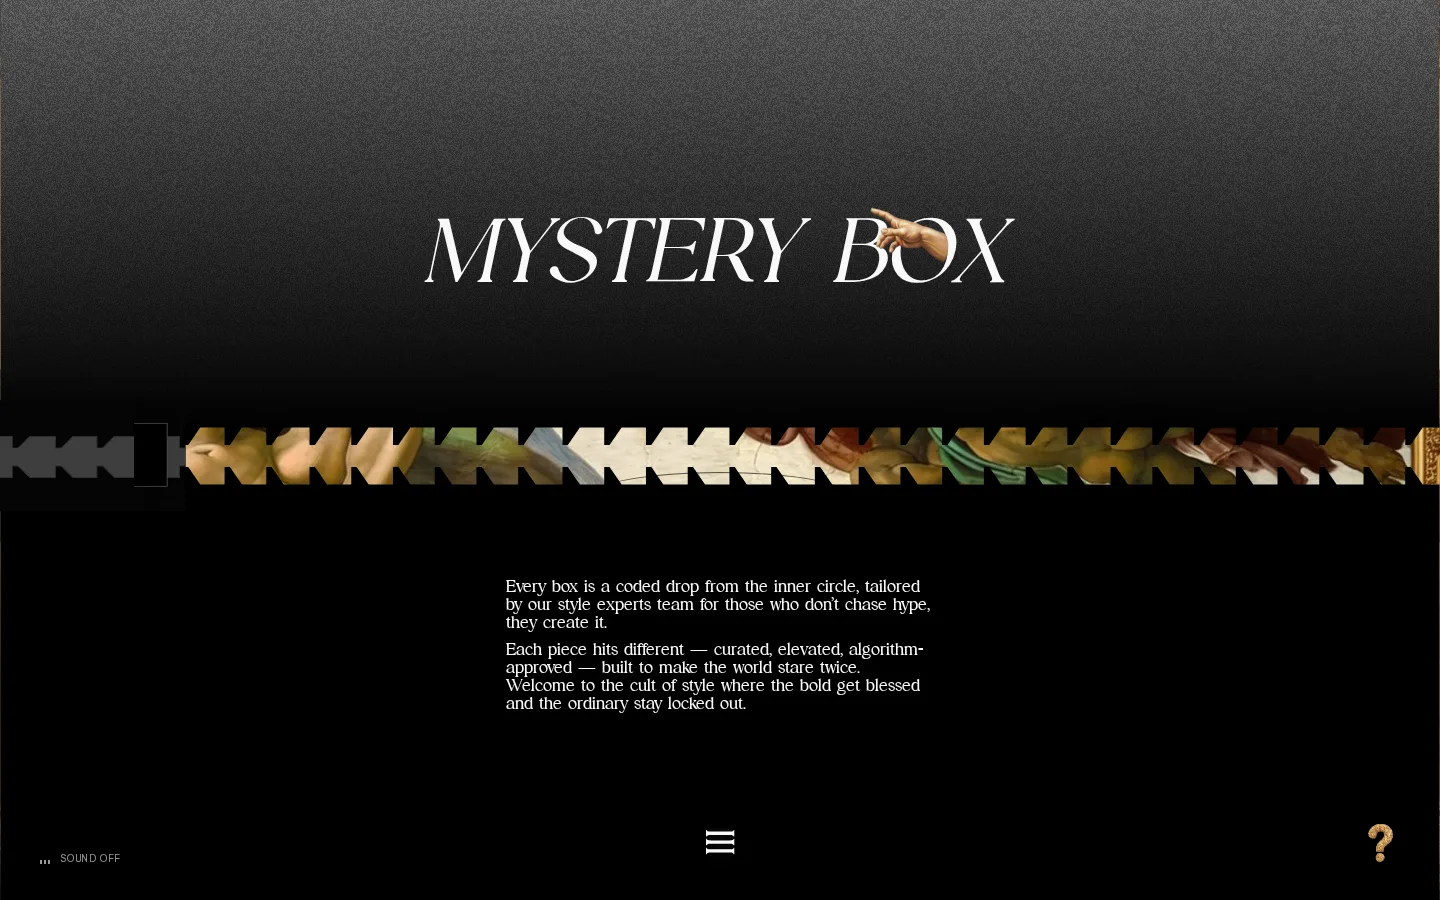 MYSTERY BOX
Every box is a coded drop from the inner circle, tailored
by our style experts team for those who don’t chase hype,
they create it.
Each piece hits different — curated, elevated, algorithm-
approved — built to make the world stare twice.
Welcome to the cult of style where the bold get blessed
and the ordinary stay locked out.
SOUND OFF
?